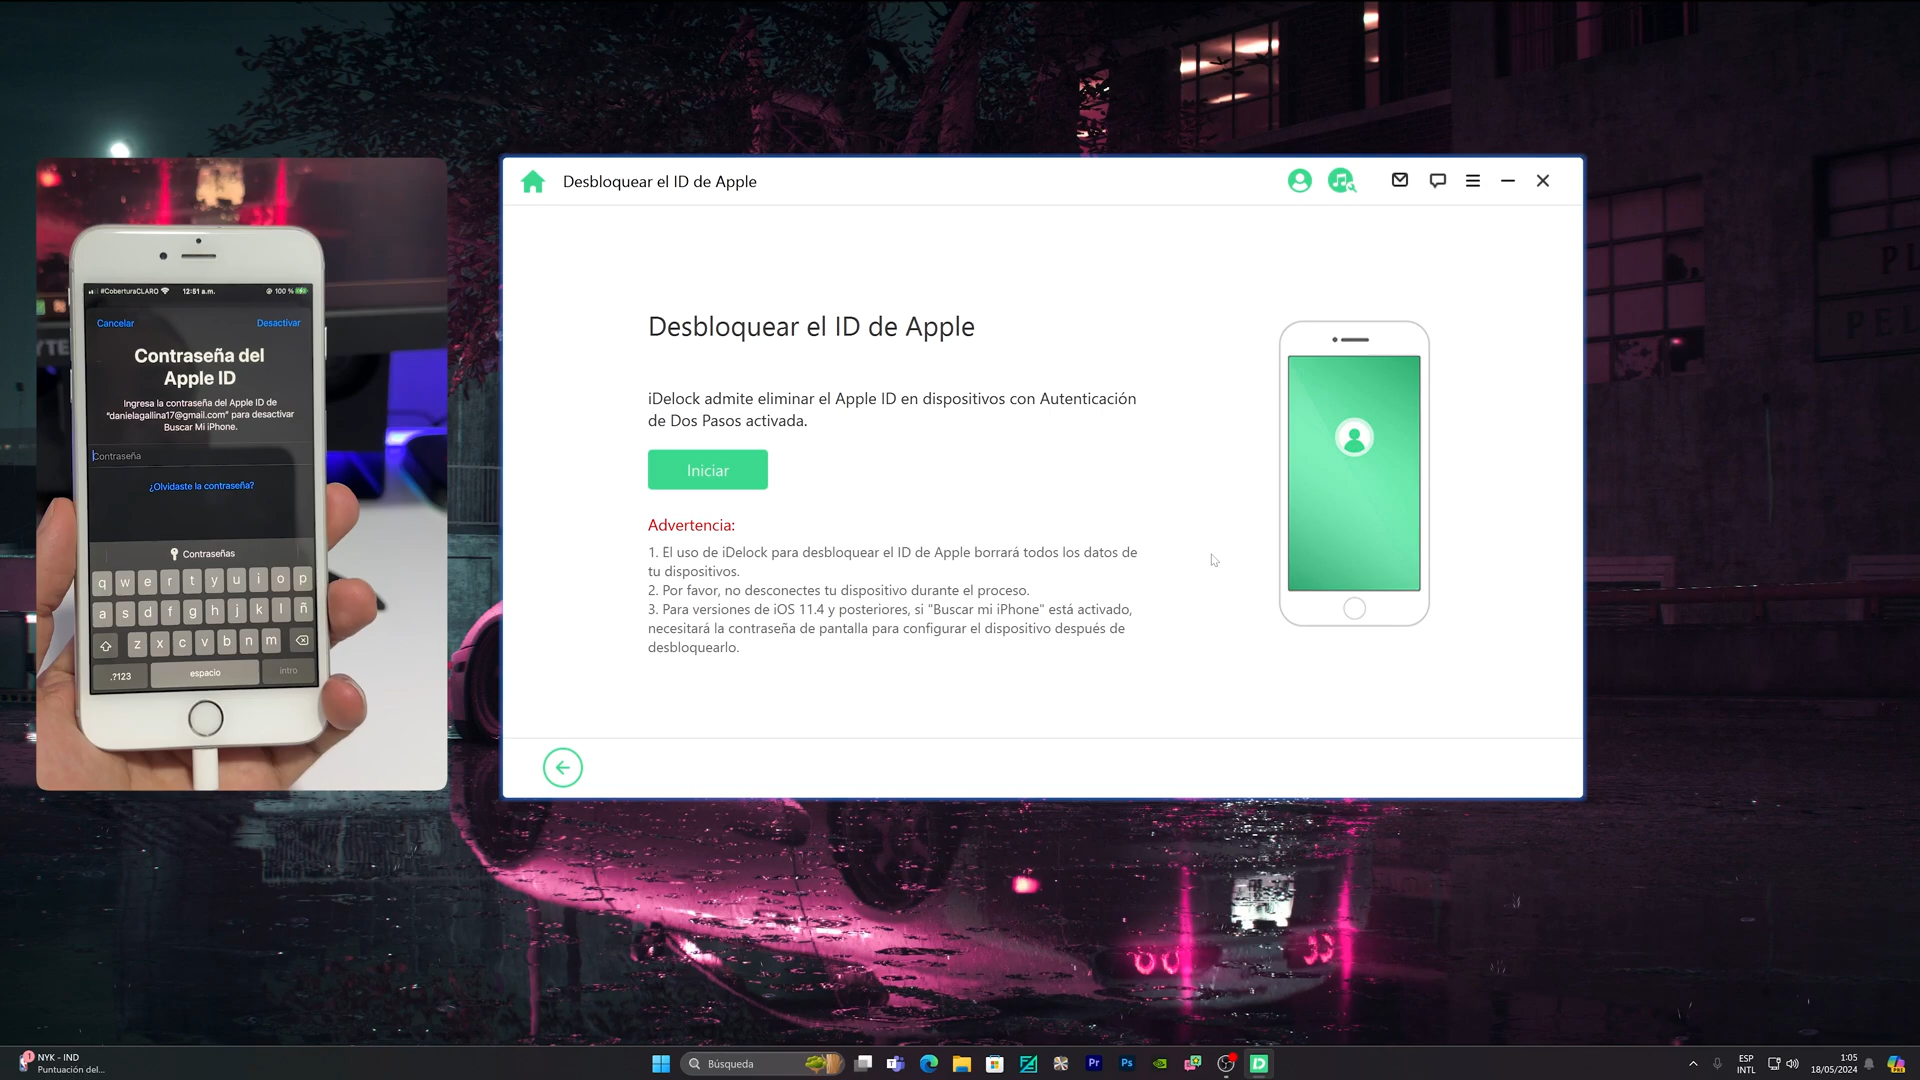 #CoberturaCLARO 12:51 a.m. 100 %
Cancelar Desactivar
Contraseña del
Apple ID
Ingresa la contraseña del Apple ID de
“danielagallina17@gmail.com” para desactivar
Buscar Mi iPhone.
Contraseña
¿Olvidaste la contraseña?
Contraseñas
q w e r t y u i o p
a s d f g h j k l ñ
z x c v b n m
.?123 espacio intro
Desbloquear el ID de Apple
Desbloquear el ID de Apple
iDelock admite eliminar el Apple ID en dispositivos con Autenticación
de Dos Pasos activada.
Iniciar
Advertencia:
1. El uso de iDelock para desbloquear el ID de Apple borrará todos los datos de
tu dispositivos.
2. Por favor, no desconectes tu dispositivo durante el proceso.
3. Para versiones de iOS 11.4 y posteriores, si "Buscar mi iPhone" está activado,
necesitará la contraseña de pantalla para configurar el dispositivo después de
desbloquearlo.
1
NYK - IND
Puntuación del...
Búsqueda
Pr
Ps
D
ESP
INTL
1:05
18/05/2024
PRE